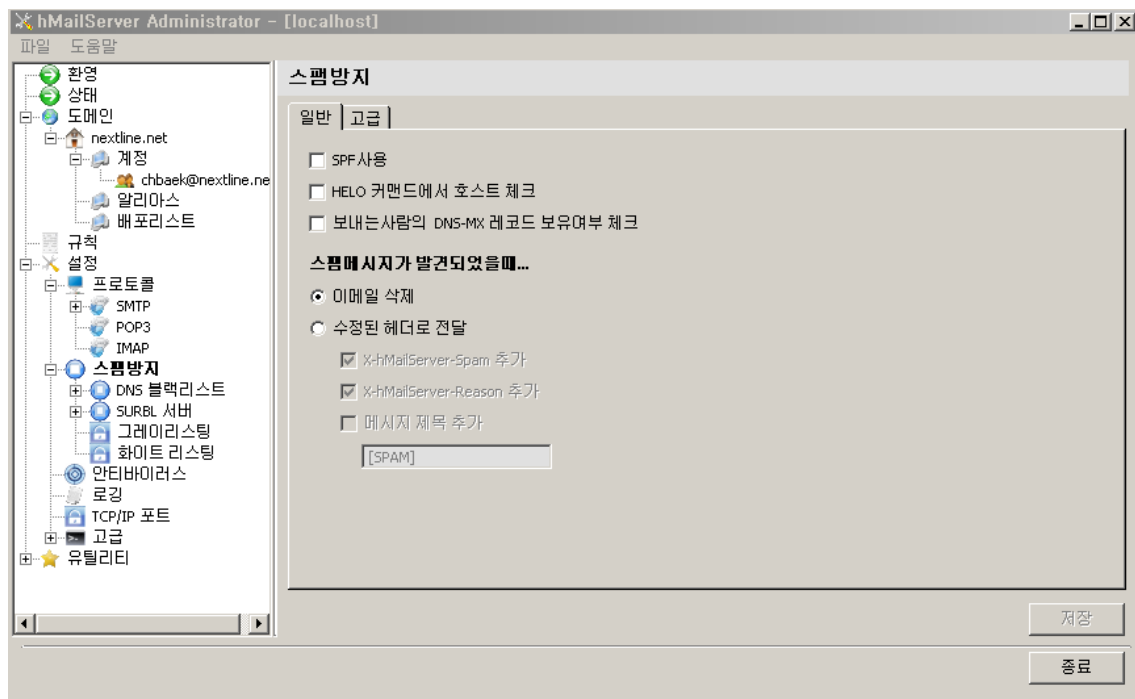 hMailServer Administrator - [localhost]
파일 도움말
환영
상태
도메인
nextline.net
계정
chbaek@nextline.ne
알리아스
배포리스트
규칙
설정
프로토콜
SMTP
POP3
IMAP
스팸방지
DNS 블랙리스트
SURBL 서버
그레이리스팅
화이트 리스팅
안티바이러스
로깅
TCP/IP 포트
고급
유틸리티
스팸방지
일반 고급
SPF사용
HELO 커맨드에서 호스트 체크
보내는사람의 DNS-MX 레코드 보유여부 체크
스팸메시지가 발견되었을때...
이메일 삭제
수정된 헤더로 전달
X-hMailServer-Spam 추가
X-hMailServer-Reason 추가
메시지 제목 추가
[SPAM]
저장
종료